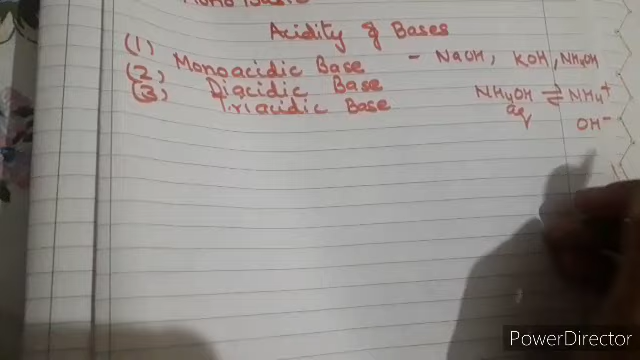 Acidity of Bases
(1) Monoacidic Base - NaOH, KOH, NH4OH
(2) Diacidic Base
(3) Triacidic Base
NH4OH ⇌ NH4+
aq
OH-
PowerDirector